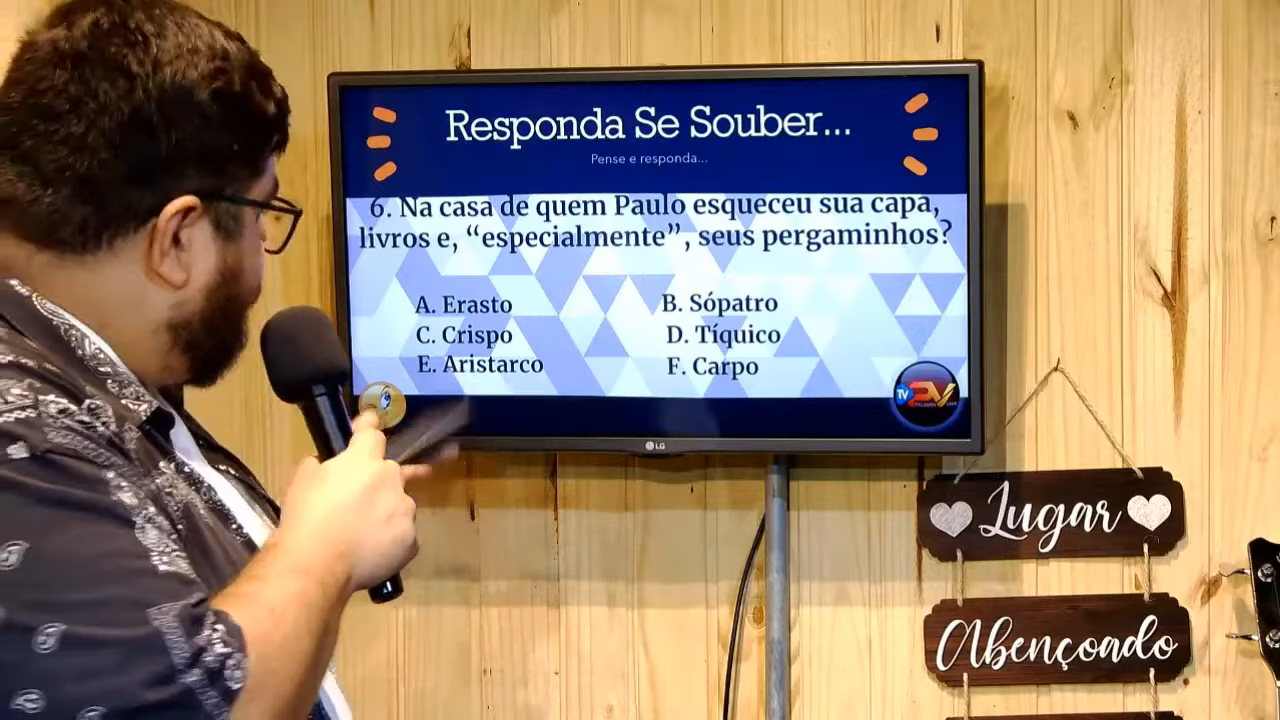 Responda Se Souber...
Pense e responda...
6. Na casa de quem Paulo esqueceu sua capa,
livros e, “especialmente”, seus pergaminhos?
A. Erasto
B. Sópatro
C. Crispo
D. Tíquico
E. Aristarco
F. Carpo
TV
LG
Lugar
Abençoado